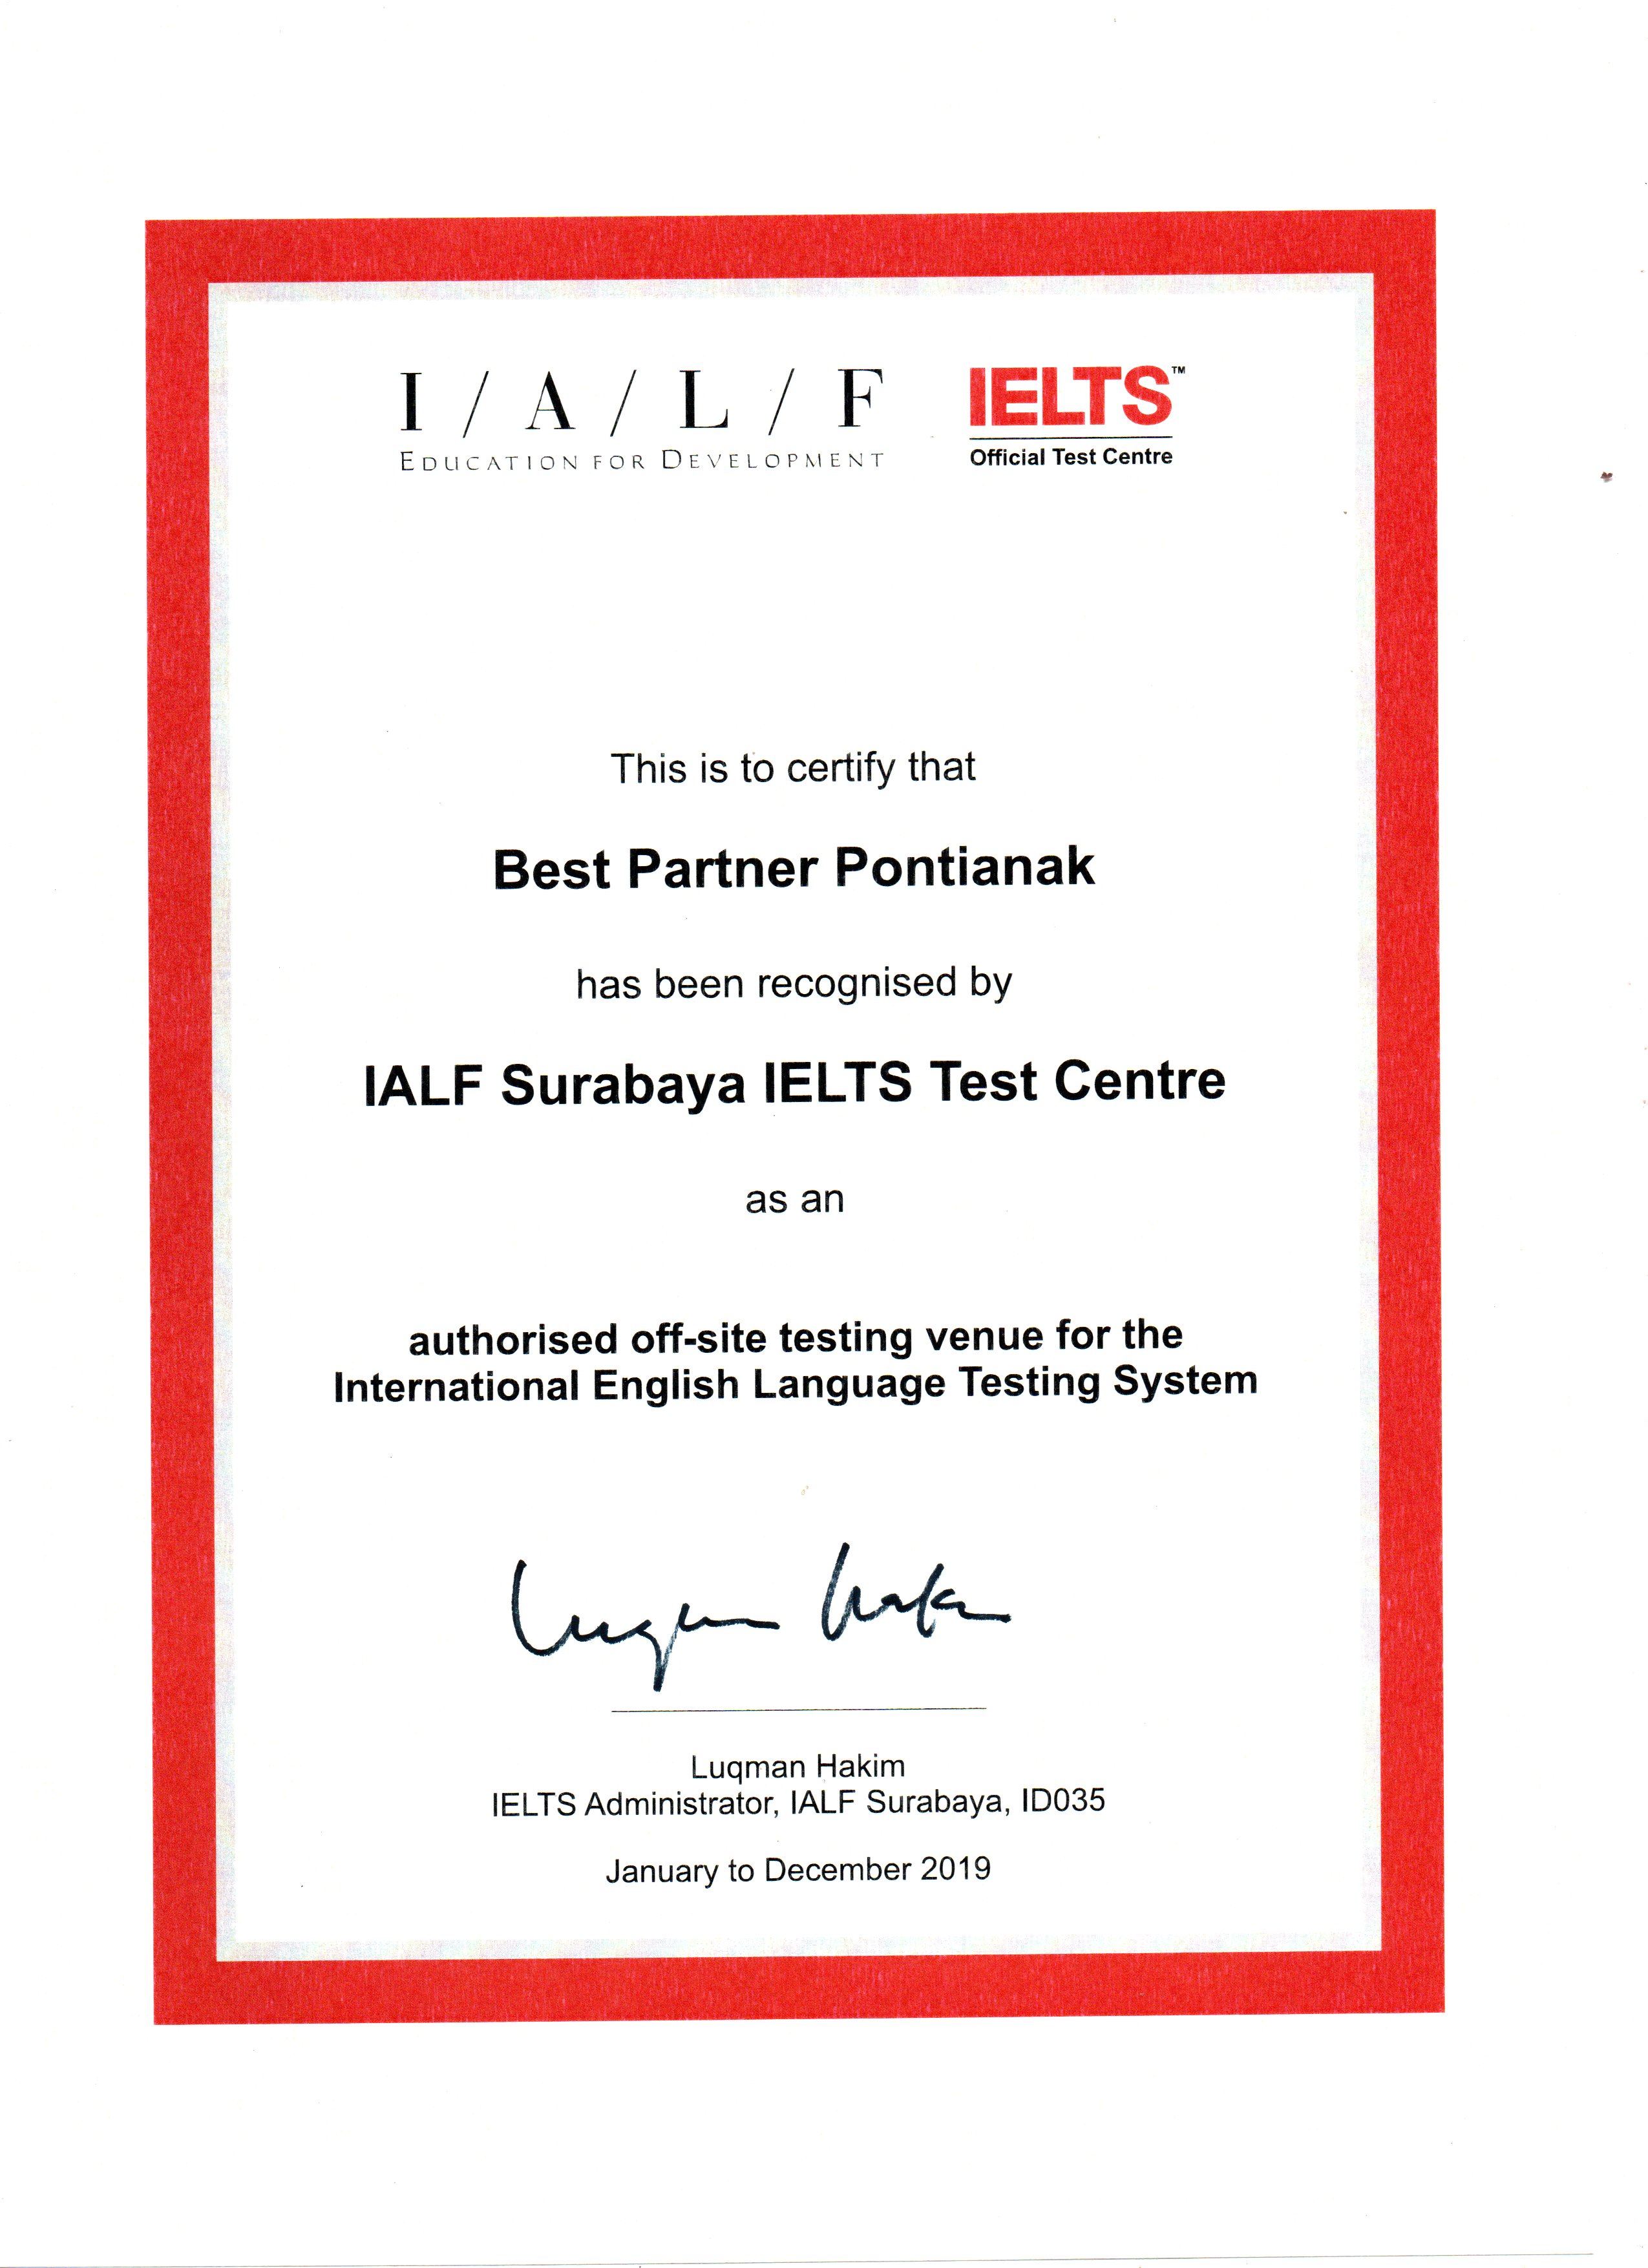 I / A / L / F
EDUCATION FOR DEVELOPMENT
IELTS™
Official Test Centre
This is to certify that
Best Partner Pontianak
has been recognised by
IALF Surabaya IELTS Test Centre
as an
authorised off-site testing venue for the
International English Language Testing System
Luqman Hakim
Luqman Hakim
IELTS Administrator, IALF Surabaya, ID035
January to December 2019